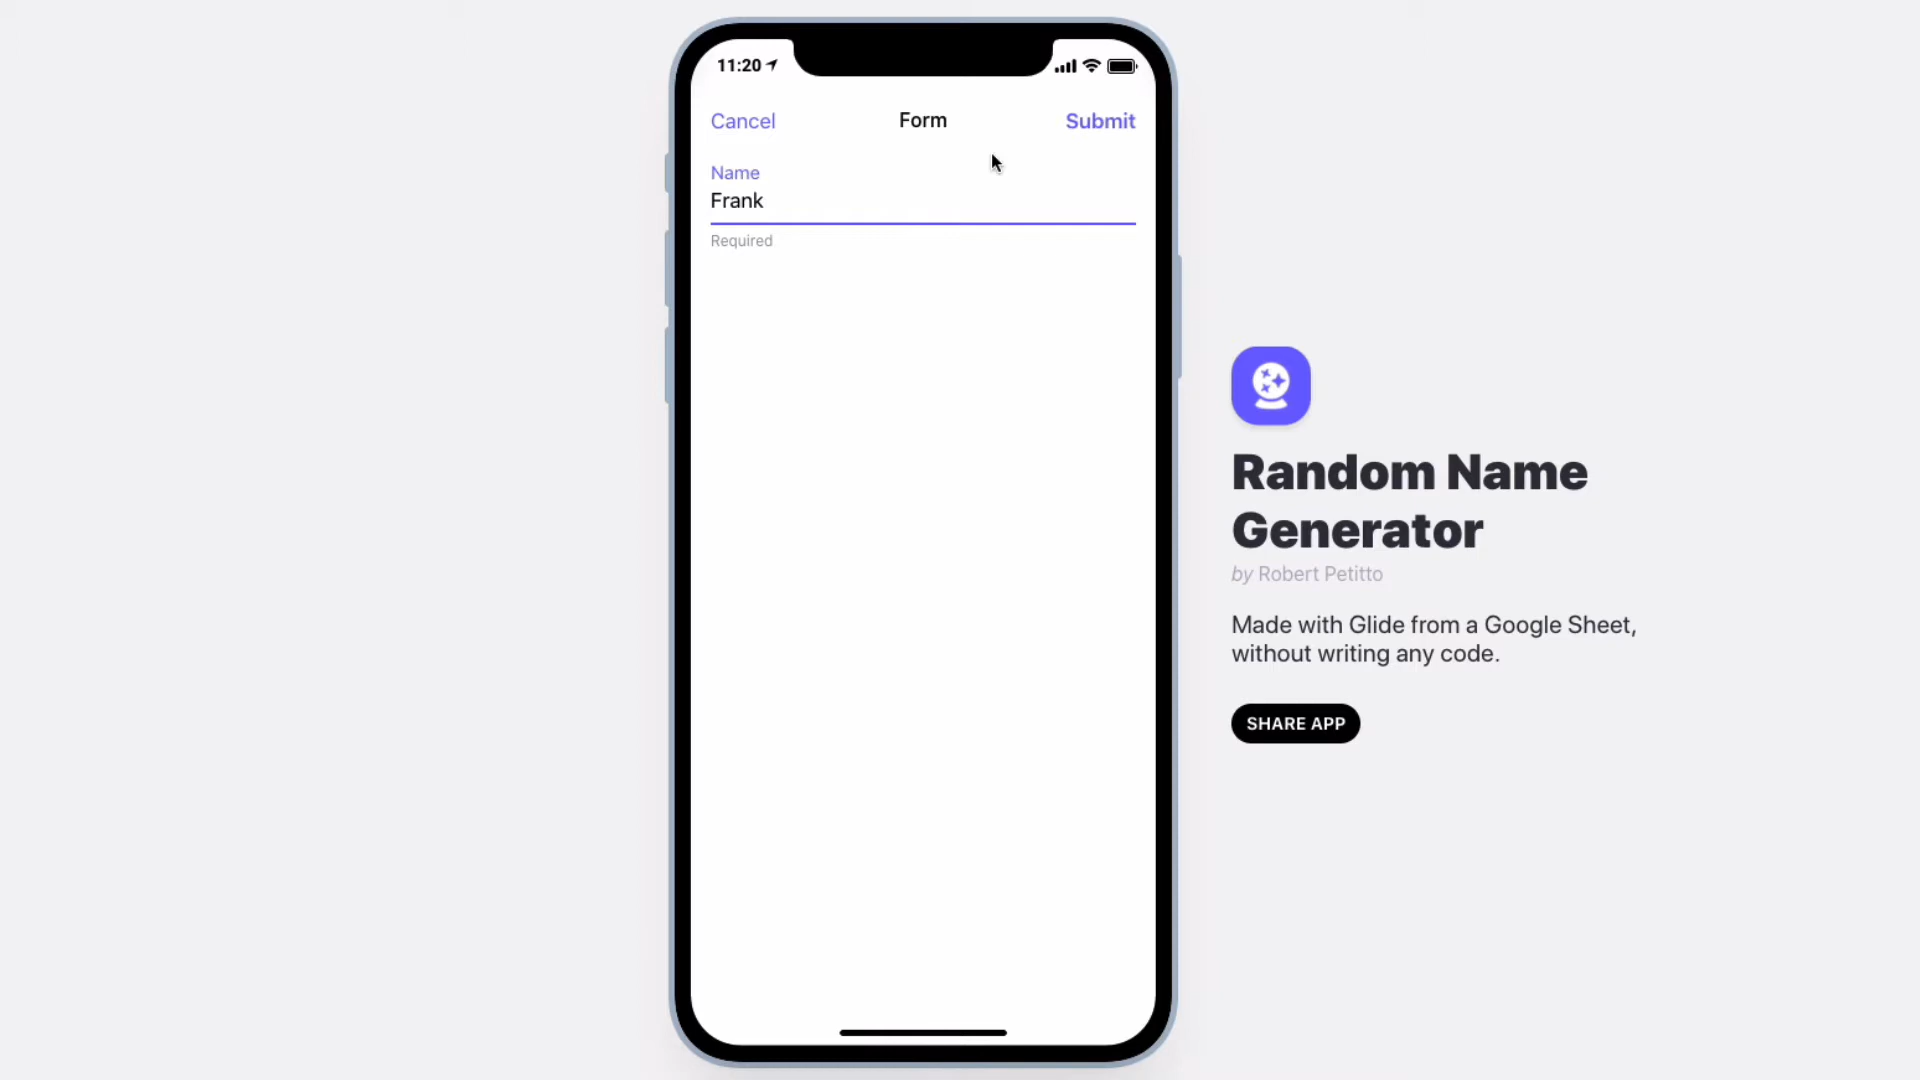 11:20
Cancel
Form
Submit
Name
Frank
Required
Random Name
Generator
by Robert Petitto
Made with Glide from a Google Sheet,
without writing any code.
SHARE APP